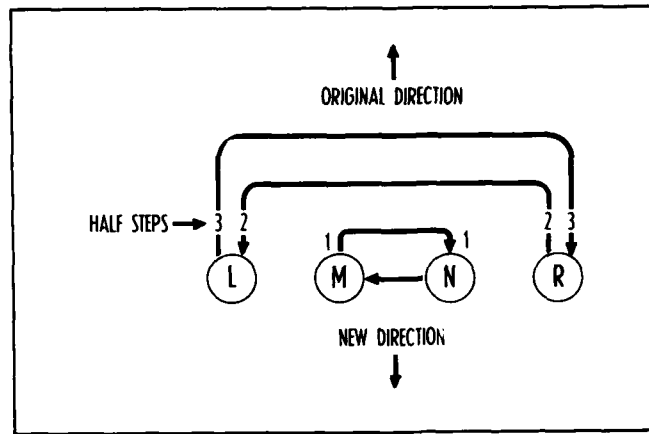 ORIGINAL DIRECTION
HALF STEPS 3 2 2 3
1 1
L M N R
NEW DIRECTION